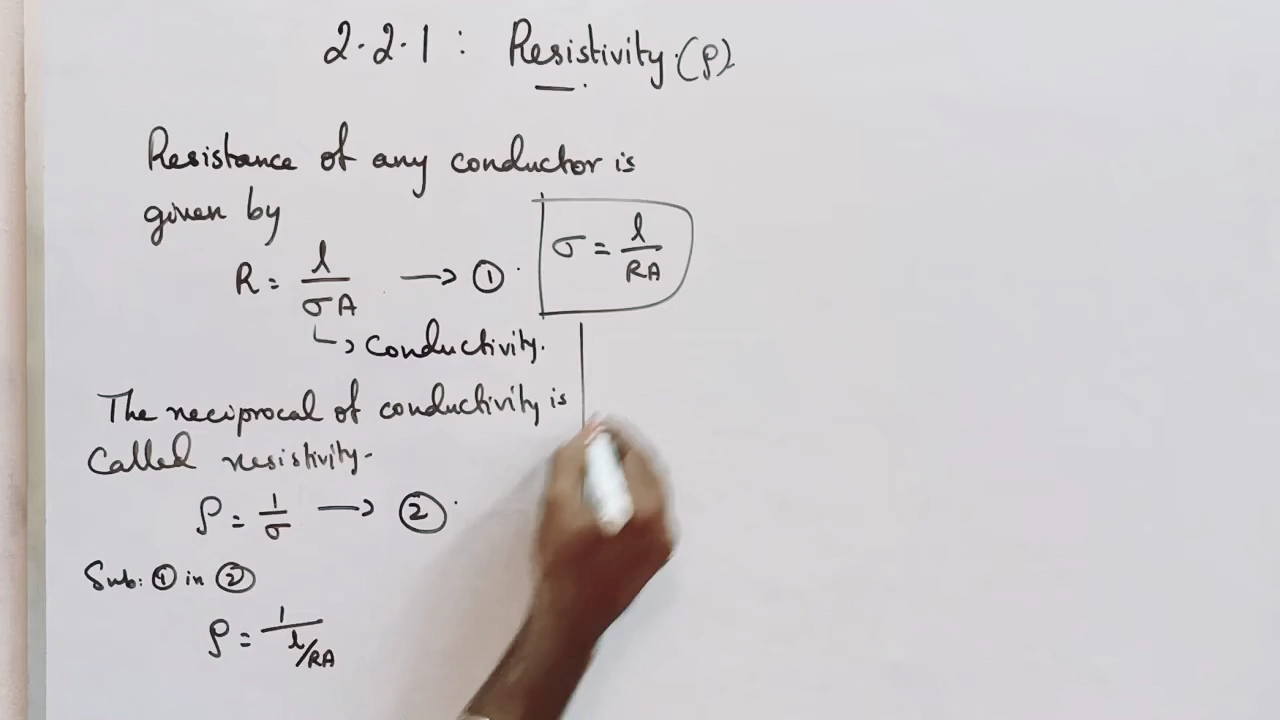 2.2.1 : Resistivity (ρ)
Resistance of any conductor is
given by
R = l/σA → ① 
σ = l/RA
↳ Conductivity.
The reciprocal of conductivity is
called resistivity-
ρ = 1/σ → ②
Sub: ① in ②
ρ = 1/l/RA